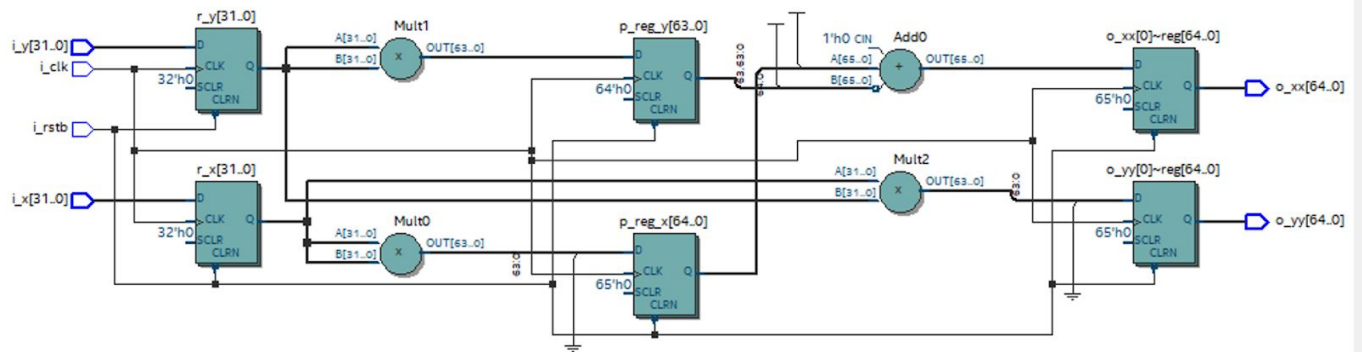 r_y[31..0]
i_y[31..0]
i_clk
i_rstb
D
CLK
Q
32'h0
SCLR
CLRN
Mult1
A[31..0]
B[31..0]
OUT[63..0]
x
p_reg_y[63..0]
D
CLK
Q
64'h0
SCLR
CLRN
63,63:0
1'h0 CIN
Add0
A[65..0]
B[65..0]
OUT[65..0]
+
o_xx[0]~reg[64..0]
D
CLK
Q
65'h0
SCLR
CLRN
o_xx[64..0]
r_x[31..0]
i_x[31..0]
D
CLK
Q
32'h0
SCLR
CLRN
Mult0
A[31..0]
B[31..0]
OUT[63..0]
x
63:0
p_reg_x[64..0]
D
CLK
Q
65'h0
SCLR
CLRN
Mult2
A[31..0]
B[31..0]
OUT[63..0]
x
63:0
o_yy[0]~reg[64..0]
D
CLK
Q
65'h0
SCLR
CLRN
o_yy[64..0]